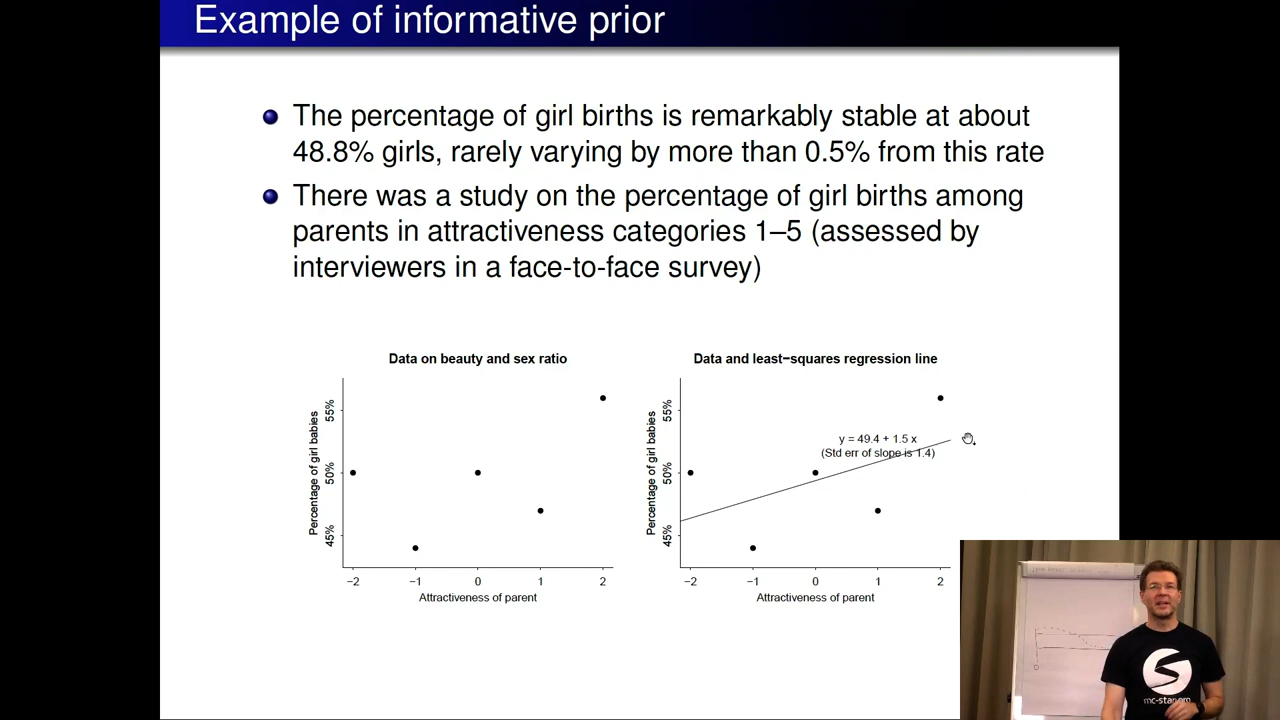 Example of informative prior
The percentage of girl births is remarkably stable at about
48.8% girls, rarely varying by more than 0.5% from this rate
There was a study on the percentage of girl births among
parents in attractiveness categories 1–5 (assessed by
interviewers in a face-to-face survey)
Data on beauty and sex ratio
Percentage of girl babies
55%
50%
45%
−2 −1 0 1 2
Attractiveness of parent
Data and least−squares regression line
Percentage of girl babies
55%
50%
45%
y = 49.4 + 1.5 x
(Std err of slope is 1.4)
−2 −1 0 1 2
Attractiveness of parent
mc-stan.org